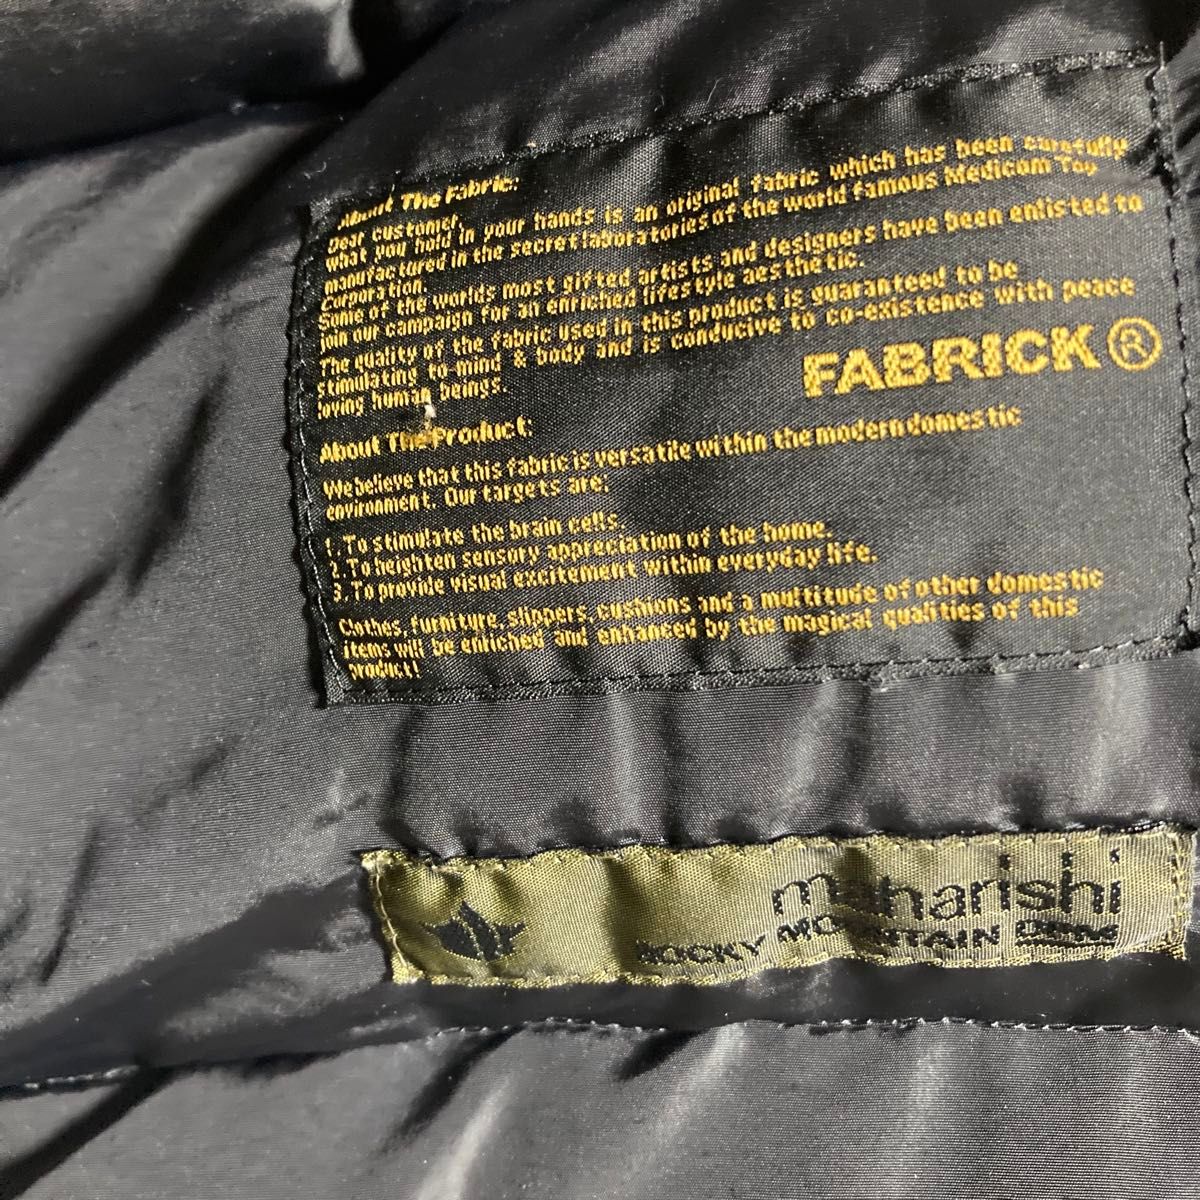 About The Fabric:
Dear customer,
what you hold in your hands is an original fabric which has been carefully
manufactured in the secret laboratories of the world famous Medicom Toy
Corporation.
Some of the worlds most gifted artists and designers have been enlisted to
join our campaign for an enriched lifestyle aesthetic.
The quality of the fabric used in this product is guaranteed to be
stimulating to mind & body and is conducive to co-existence with peace
loving human beings.
FABRICK ®
About The Product:
We believe that this fabric is versatile within the modern domestic
environment. Our targets are:
1. To stimulate the brain cells.
2. To heighten sensory appreciation of the home.
3. To provide visual excitement within everyday life.
Clothes, furniture, slippers, cushions and a multitude of other domestic
items will be enriched and enhanced by the magical qualities of this
product!
maharishi
ROCKY MOUNTAIN DPM